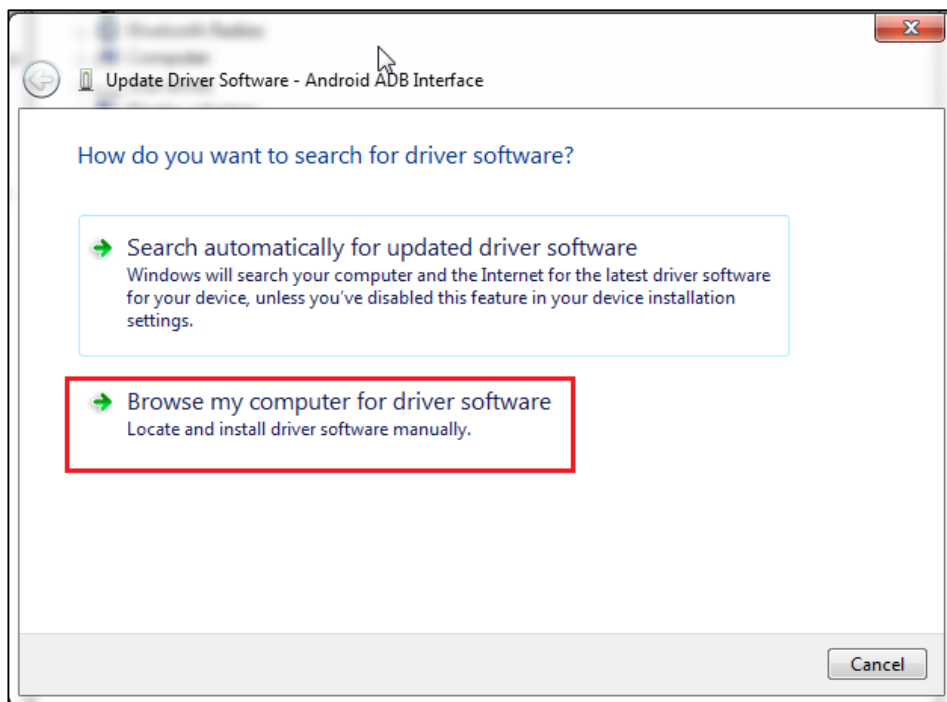 Bluetooth Radios
Computer
Update Driver Software - Android ADB Interface
How do you want to search for driver software?
Search automatically for updated driver software
Windows will search your computer and the Internet for the latest driver software
for your device, unless you've disabled this feature in your device installation
settings.
Browse my computer for driver software
Locate and install driver software manually.
Cancel